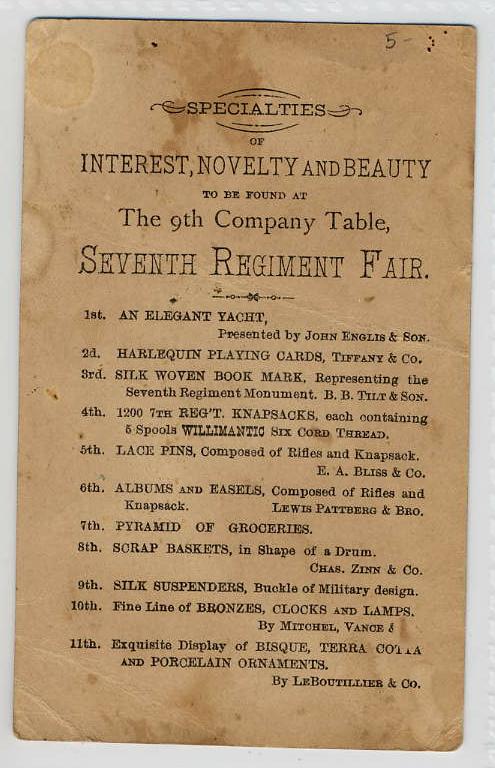 5-
SPECIALTIES
OF
INTEREST, NOVELTY AND BEAUTY
TO BE FOUND AT
The 9th Company Table,
SEVENTH REGIMENT FAIR.
1st. AN ELEGANT YACHT,
Presented by JOHN ENGLIS & SON.
2d. HARLEQUIN PLAYING CARDS, TIFFANY & CO.
3rd. SILK WOVEN BOOK MARK, Representing the
Seventh Regiment Monument. B. B. TILT & SON.
4th. 1200 7TH REG'T. KNAPSACKS, each containing
5 Spools WILLIMANTIC SIX CORD THREAD.
5th. LACE PINS, Composed of Rifles and Knapsack.
E. A. BLISS & CO.
6th. ALBUMS AND EASELS, Composed of Rifles and
Knapsack. LEWIS PATTBERG & BRO.
7th. PYRAMID OF GROCERIES.
8th. SCRAP BASKETS, in Shape of a Drum.
CHAS. ZINN & CO.
9th. SILK SUSPENDERS, Buckle of Military design.
10th. Fine Line of BRONZES, CLOCKS AND LAMPS.
By MITCHEL, VANCE &
11th. Exquisite Display of BISQUE, TERRA COTTA
AND PORCELAIN ORNAMENTS.
By LEBOUTILLIER & CO.